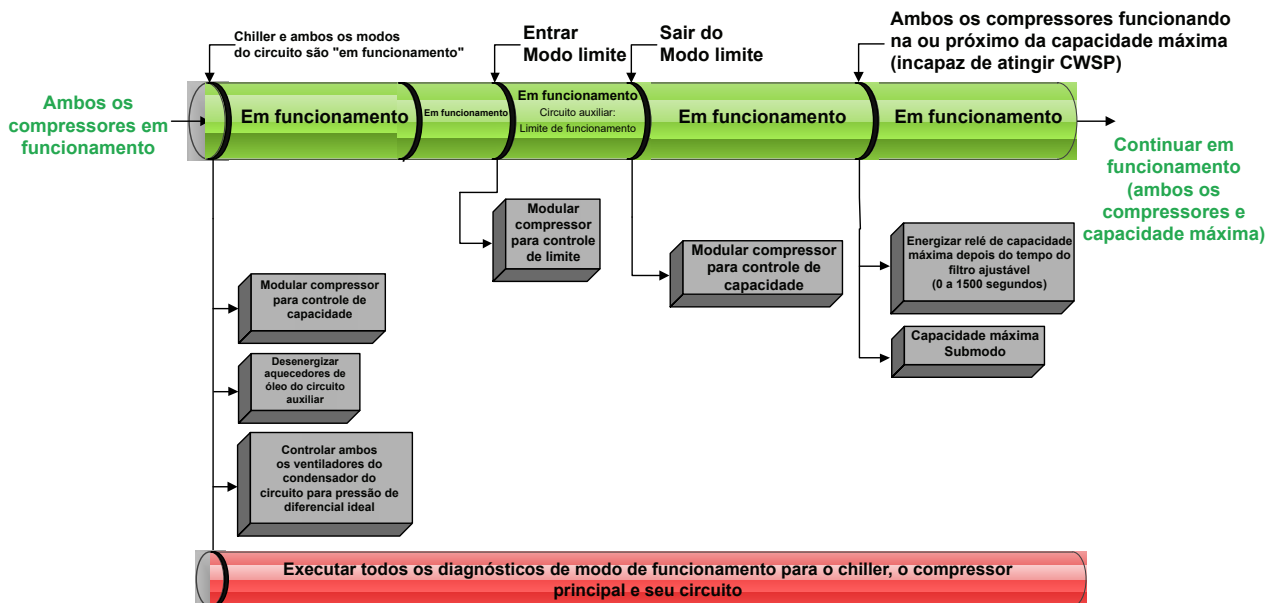 Chiller e ambos os modos
do circuito são "em funcionamento"
Entrar
Modo limite
Sair do
Modo limite
Ambos os compressores funcionando
na ou próximo da capacidade máxima
(incapaz de atingir CWSP)
Ambos os
compressores em
funcionamento
Em funcionamento
Em funcionamento
Em funcionamento
Circuito auxiliar:
Limite de funcionamento
Em funcionamento
Em funcionamento
Continuar em
funcionamento
(ambos os
compressores e
capacidade máxima)
Modular
compressor
para controle
de limite
Modular compressor
para controle de
capacidade
Energizar relé de capacidade
máxima depois do tempo do
filtro ajustável
(0 a 1500 segundos)
Capacidade máxima
Submodo
Modular compressor
para controle de
capacidade
Desenergizar
aquecedores de
óleo do circuito
auxiliar
Controlar ambos
os ventiladores do
condensador do
circuito para pressão de
diferencial ideal
Executar todos os diagnósticos de modo de funcionamento para o chiller, o compressor
principal e seu circuito